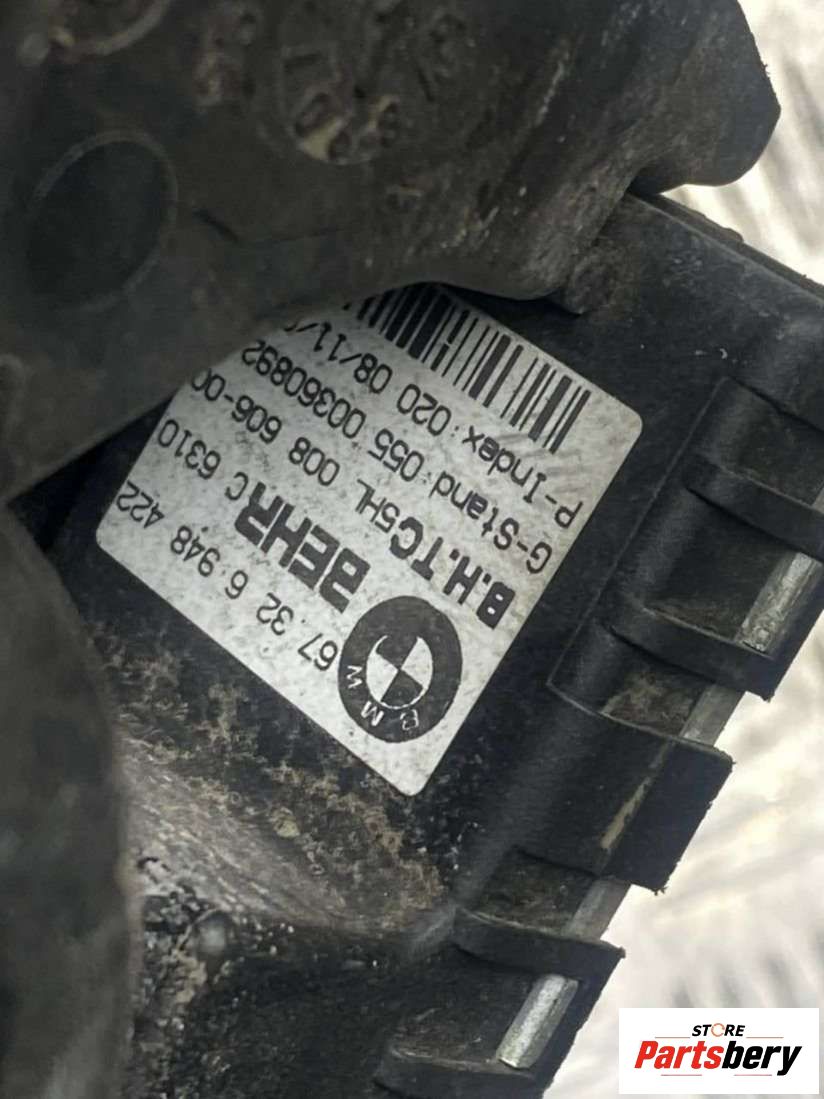 BMW
67.32 6 948 422
BEHR C 6310
B.H.TC5HL 008 606-00
G-Stand:055 00360892
P-Index:020 08/11/
STORE
Partsbery